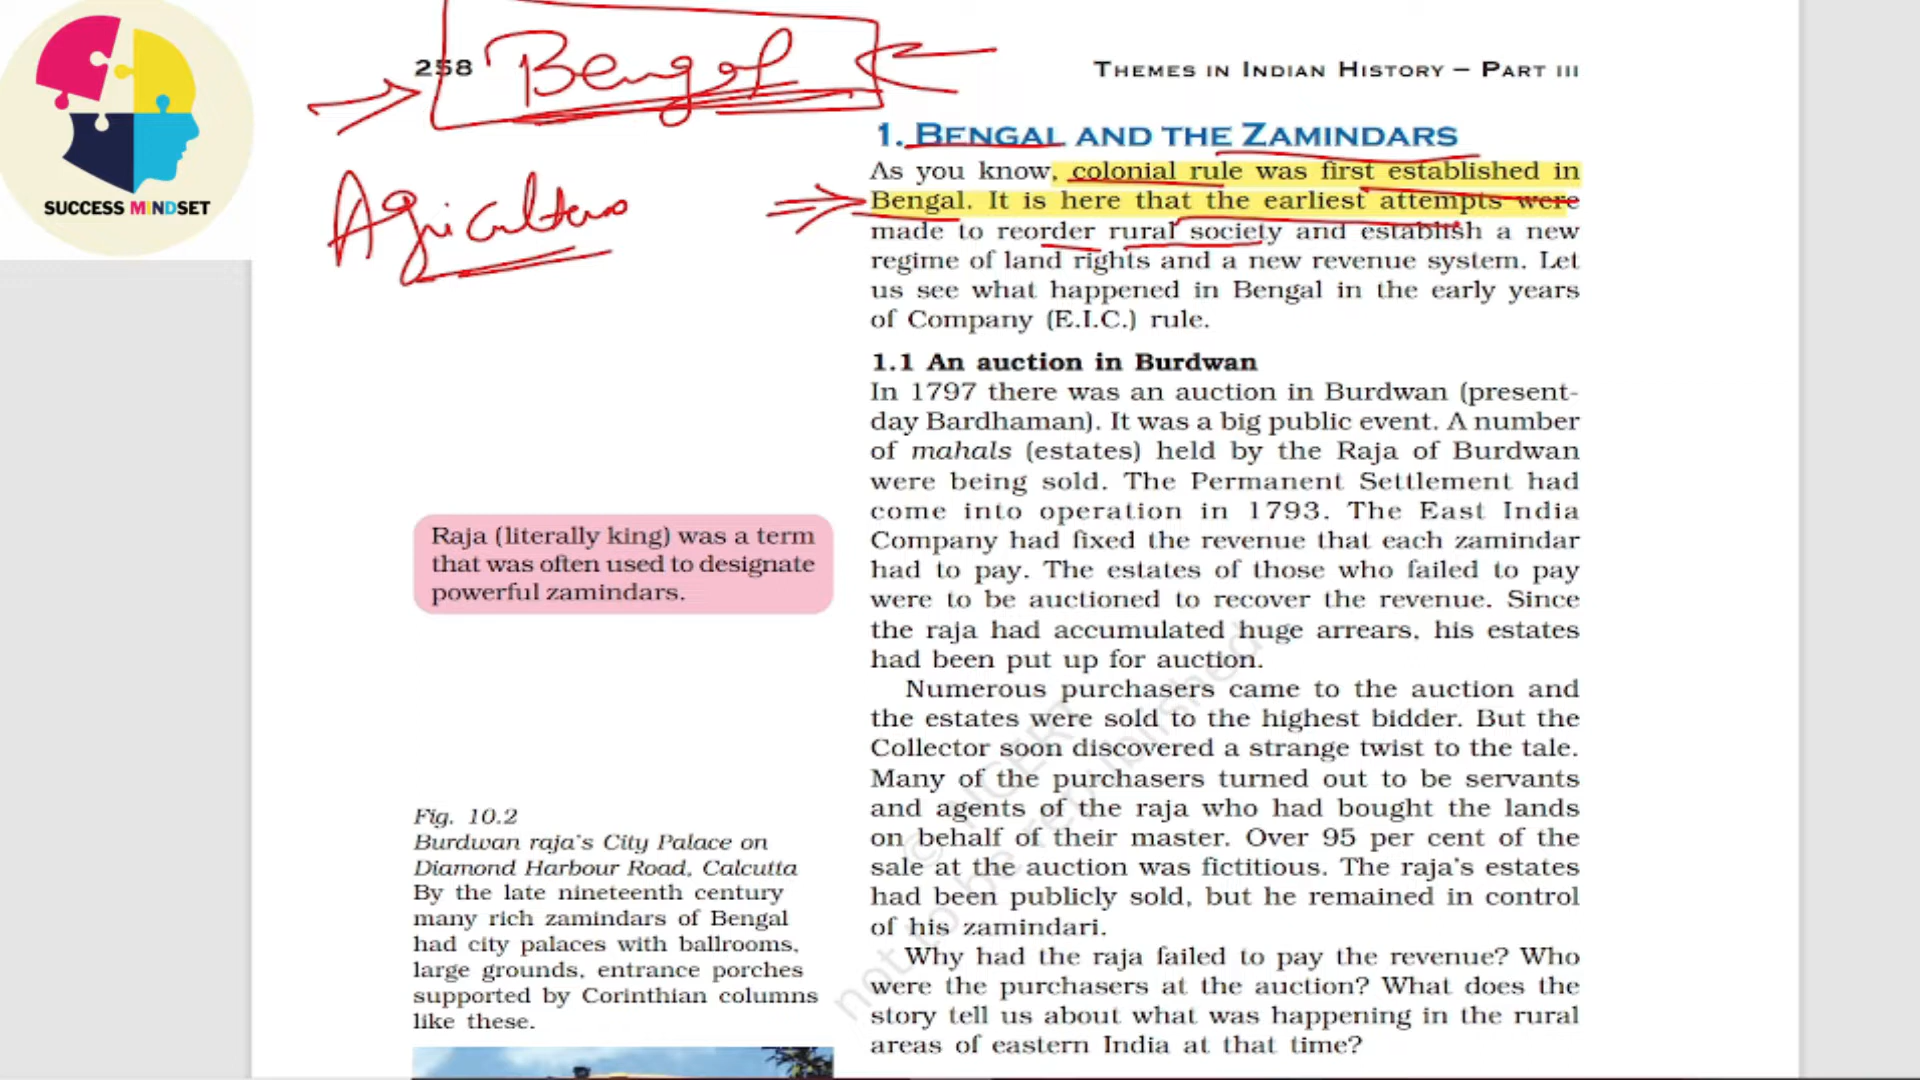 SUCCESS MINDSET
258
Bengal
Agriculture
THEMES IN INDIAN HISTORY – PART III
1. BENGAL AND THE ZAMINDARS
As you know, colonial rule was first established in
Bengal. It is here that the earliest attempts were
made to reorder rural society and establish a new
regime of land rights and a new revenue system. Let
us see what happened in Bengal in the early years
of Company (E.I.C.) rule.
1.1 An auction in Burdwan
In 1797 there was an auction in Burdwan (present-
day Bardhaman). It was a big public event. A number
of mahals (estates) held by the Raja of Burdwan
were being sold. The Permanent Settlement had
come into operation in 1793. The East India
Company had fixed the revenue that each zamindar
had to pay. The estates of those who failed to pay
were to be auctioned to recover the revenue. Since
the raja had accumulated huge arrears, his estates
had been put up for auction.
Numerous purchasers came to the auction and
the estates were sold to the highest bidder. But the
Collector soon discovered a strange twist to the tale.
Many of the purchasers turned out to be servants
and agents of the raja who had bought the lands
on behalf of their master. Over 95 per cent of the
sale at the auction was fictitious. The raja's estates
had been publicly sold, but he remained in control
of his zamindari.
Why had the raja failed to pay the revenue? Who
were the purchasers at the auction? What does the
story tell us about what was happening in the rural
areas of eastern India at that time?
Raja (literally king) was a term
that was often used to designate
powerful zamindars.
Fig. 10.2
Burdwan raja's City Palace on
Diamond Harbour Road, Calcutta
By the late nineteenth century
many rich zamindars of Bengal
had city palaces with ballrooms,
large grounds, entrance porches
supported by Corinthian columns
like these.
© NCERT
not to be republished